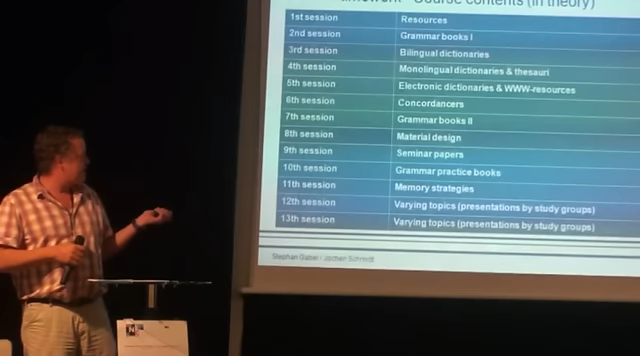 Course contents (in theory)
1st session Resources
2nd session Grammar books I
3rd session Bilingual dictionaries
4th session Monolingual dictionaries & thesauri
5th session Electronic dictionaries & WWW-resources
6th session Concordancers
7th session Grammar books II
8th session Material design
9th session Seminar papers
10th session Grammar practice books
11th session Memory strategies
12th session Varying topics (presentations by study groups)
13th session Varying topics (presentations by study groups)
Stephan Gabel / Jochen Schmidt